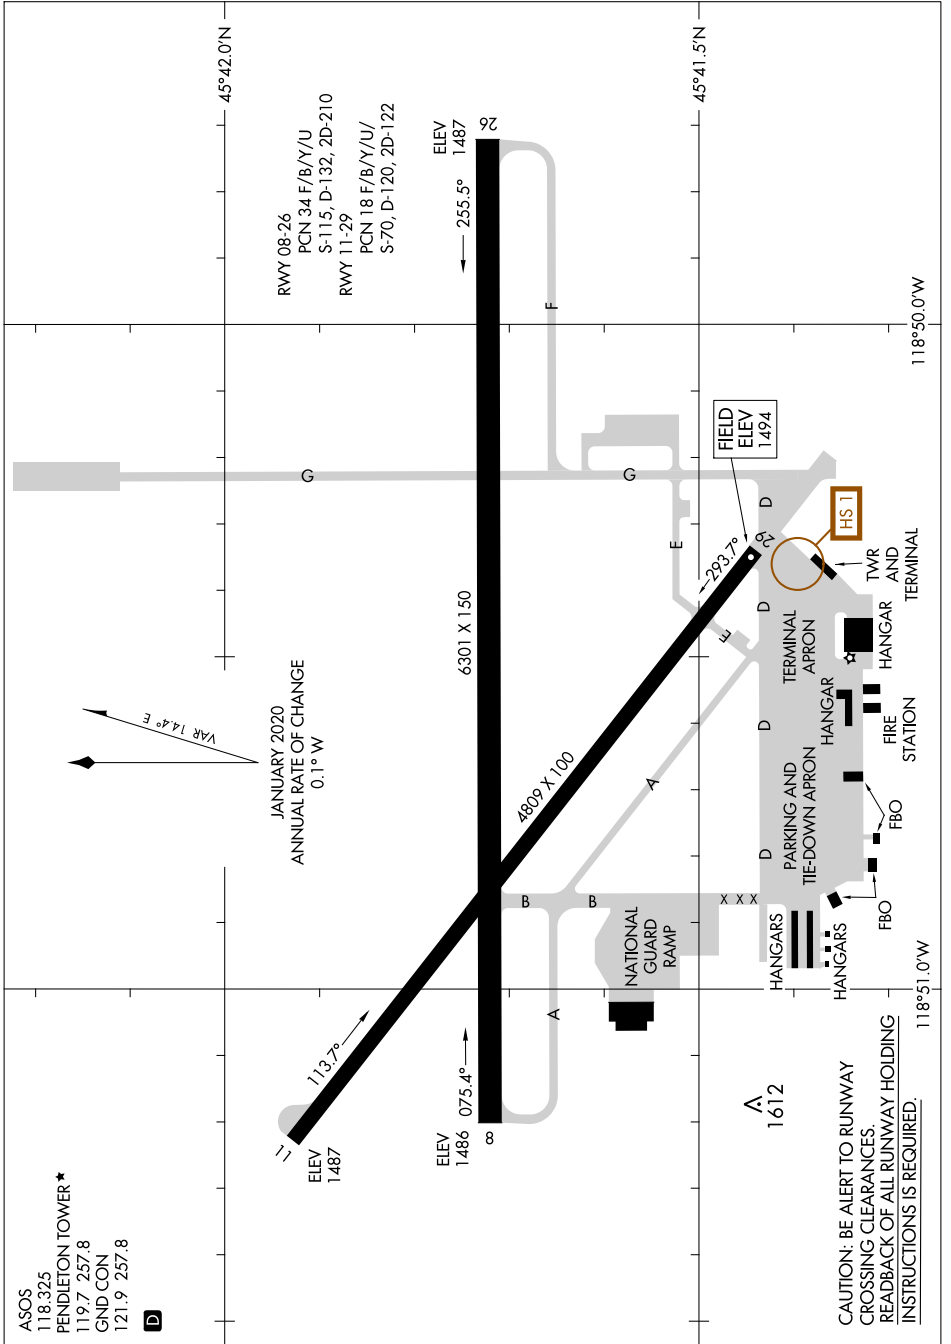 ASOS
118.325
PENDLETON TOWER★
119.7 257.8
GND CON
121.9 257.8
D
VAR 14.4° E
JANUARY 2020
ANNUAL RATE OF CHANGE
0.1° W
45°42.0'N
RWY 08-26
PCN 34 F/B/Y/U
S-115, D-132, 2D-210
RWY 11-29
PCN 18 F/B/Y/U/
S-70, D-120, 2D-122
G
11
ELEV
1487
113.7°
ELEV
1486
8
075.4°
6301 X 150
255.5°
ELEV
1487
26
4809 X 100
A
B
B
A
F
G
E
E
293.7°
29
FIELD
ELEV
1494
45°41.5'N
NATIONAL
GUARD
RAMP
X X X
D
D
D
D
HS 1
1612
HANGARS
HANGARS
PARKING AND
TIE-DOWN APRON
TERMINAL
APRON
HANGAR
HANGAR
TWR
AND
TERMINAL
FBO
FBO
FIRE
STATION
118°51.0'W
118°50.0'W
CAUTION: BE ALERT TO RUNWAY
CROSSING CLEARANCES.
READBACK OF ALL RUNWAY HOLDING
INSTRUCTIONS IS REQUIRED.